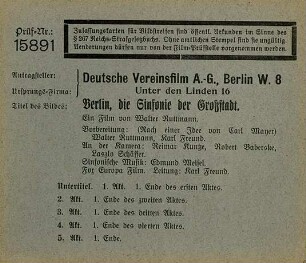 Prüf-Nr.:
15891
Zulassungskarten für Bildstreifen sind öffentl. Urkunden im Sinne des
§ 267 Reichs-Strafgesetzbuchs. Ohne amtlichen Stempel sind sie ungültig.
Aenderungen dürfen nur von der Film-Prüfstelle vorgenommen werden.
Antragsteller:
Ursprungs-Firma:
Deutsche Vereinsfilm A.-G., Berlin W. 8
Unter den Linden 16
Titel des Bildes:
Berlin, die Sinfonie der Großstadt.
Ein Film von Walter Ruttmann.
Vorbereitung: (Nach einer Idee von Carl Mayer)
Walter Ruttmann, Karl Freund.
An der Kamera: Reimar Kuntze, Robert Baberske,
Laszlo Schäffer.
Sinfonische Musik: Edmund Meisel.
Fox Europa Film. Leitung: Karl Freund.
Untertitel. 1. Akt. 1. Ende des ersten Aktes.
2. Akt. 1. Ende des zweiten Aktes.
3. Akt. 1. Ende des dritten Aktes.
4. Akt. 1. Ende des vierten Aktes.
5. Akt. 1. Ende.